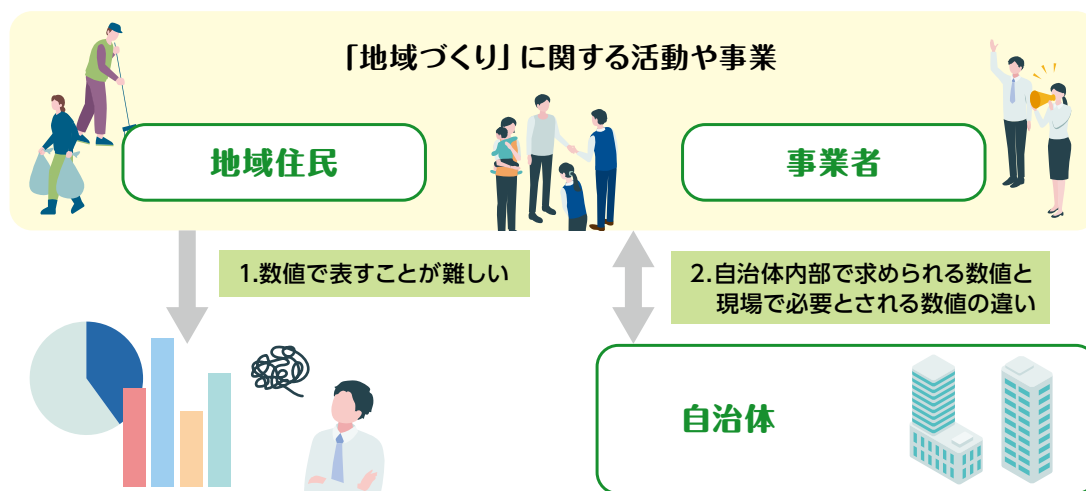 「地域づくり」に関する活動や事業
地域住民
事業者
1.数値で表すことが難しい
2.自治体内部で求められる数値と
現場で必要とされる数値の違い
自治体